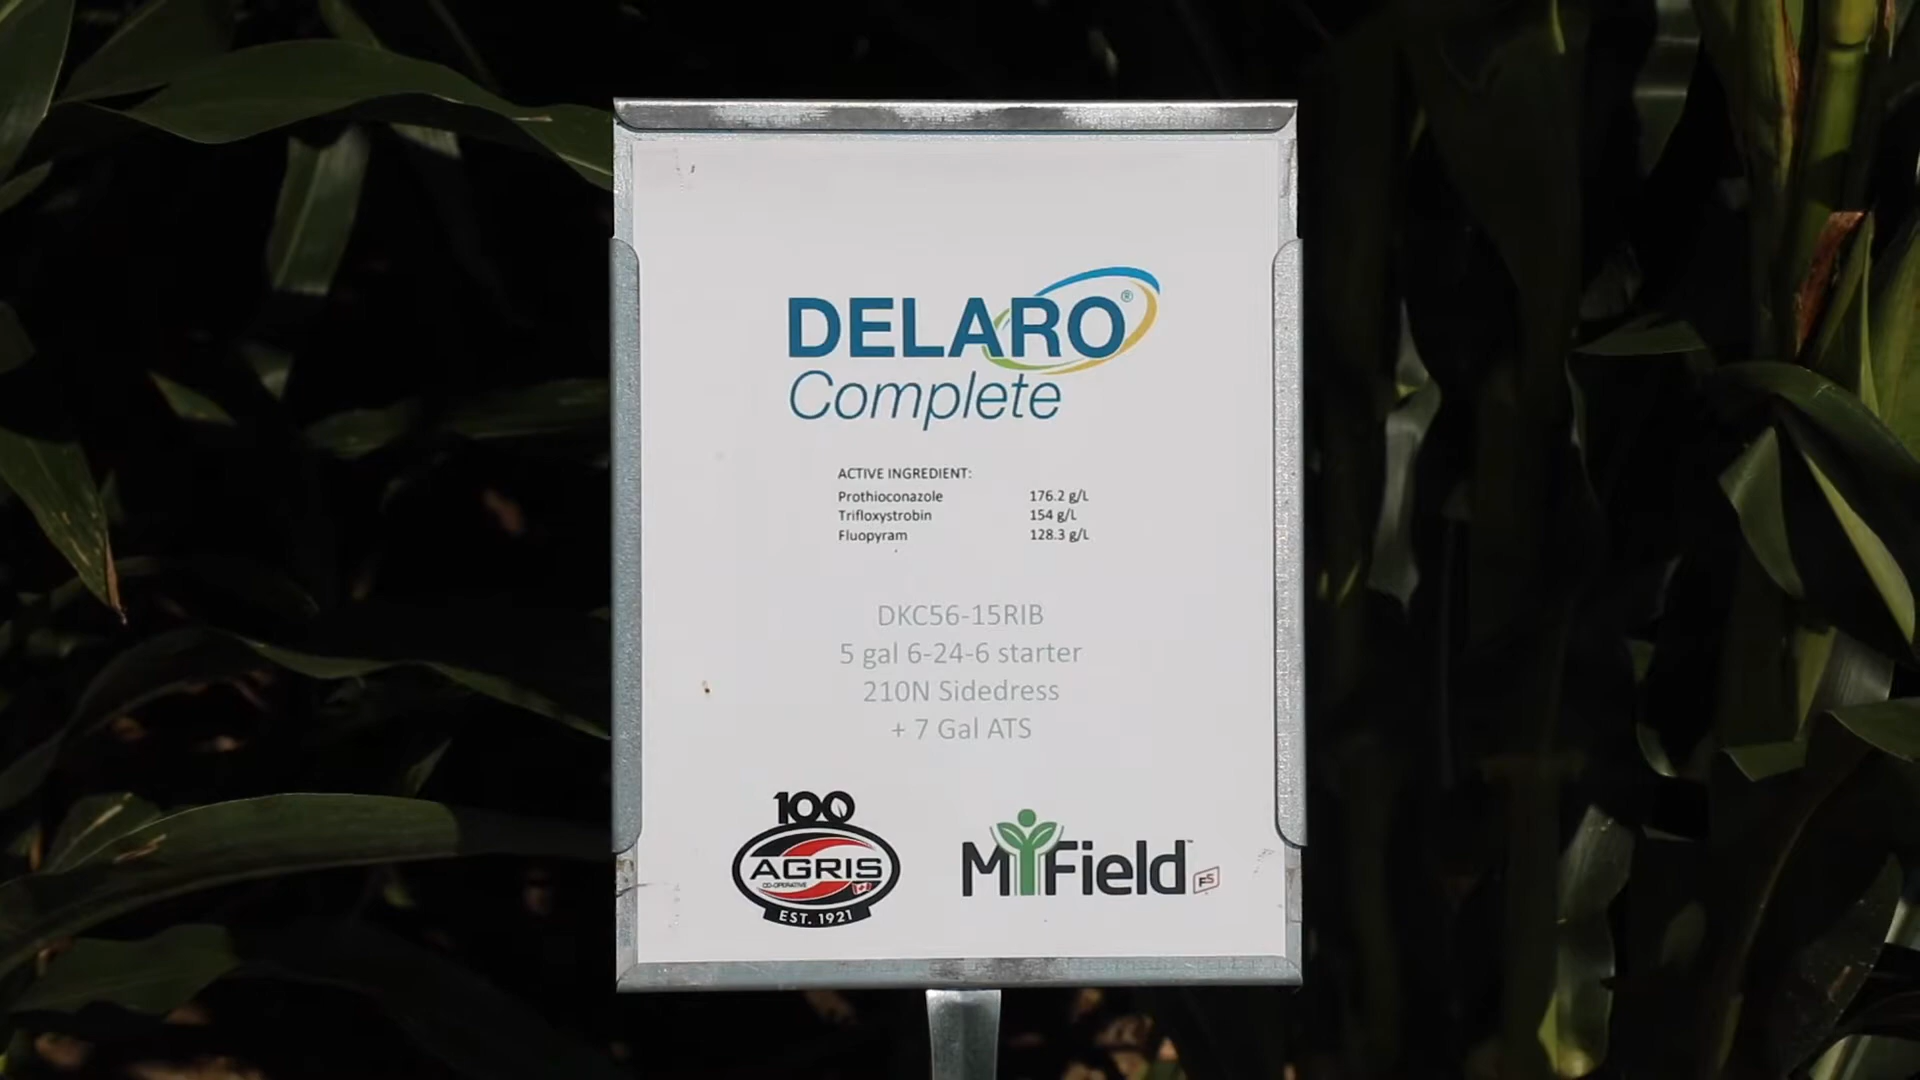 DELARO®
Complete
ACTIVE INGREDIENT:
Prothioconazole 176.2 g/L
Trifloxystrobin 154 g/L
Fluopyram 128.3 g/L
DKC56-15RIB
5 gal 6-24-6 starter
210N Sidedress
+ 7 Gal ATS
100
AGRIS
CO-OPERATIVE
EST. 1921
MyField™
FS